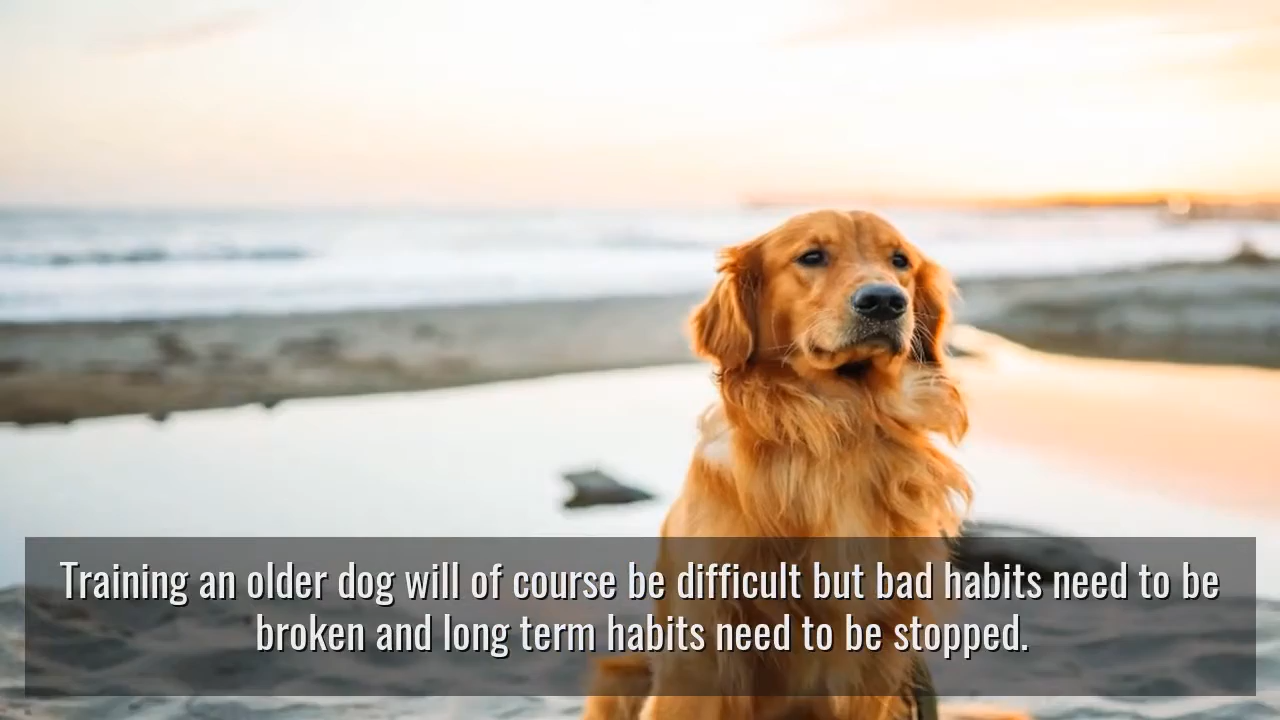 Training an older dog will of course be difficult but bad habits need to be
broken and long term habits need to be stopped.